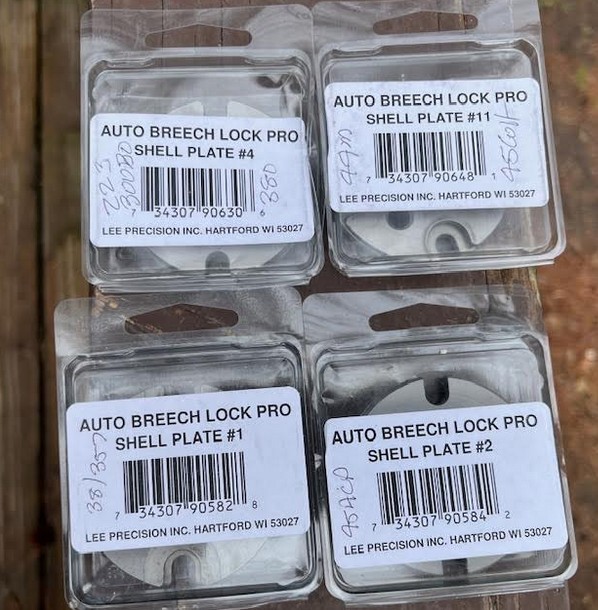 AUTO BREECH LOCK PRO
SHELL PLATE #4
223
300BO
380
7 34307 90630 6
LEE PRECISION INC. HARTFORD WI 53027
AUTO BREECH LOCK PRO
SHELL PLATE #11
44m
45Colt
7 34307 90648 1
LEE PRECISION INC. HARTFORD WI 53027
AUTO BREECH LOCK PRO
SHELL PLATE #1
38/357
7 34307 90582 8
LEE PRECISION INC. HARTFORD WI 53027
AUTO BREECH LOCK PRO
SHELL PLATE #2
45ACP
7 34307 90584 2
LEE PRECISION INC. HARTFORD WI 53027